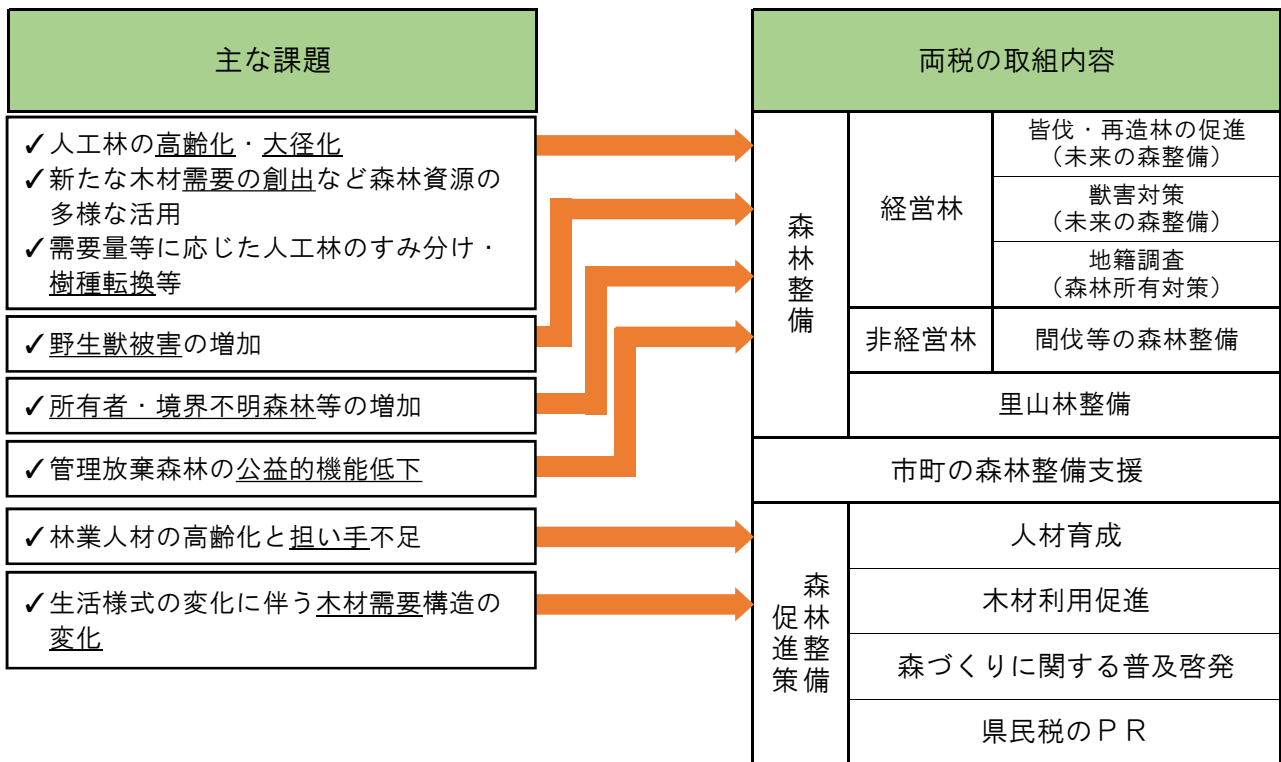 主な課題
✓人工林の高齢化・大径化
✓新たな木材需要の創出など森林資源の
多様な活用
✓需要量等に応じた人工林のすみ分け・
樹種転換等
✓野生獣被害の増加
✓所有者・境界不明森林等の増加
✓管理放棄森林の公益的機能低下
✓林業人材の高齢化と担い手不足
✓生活様式の変化に伴う木材需要構造の
変化
両税の取組内容
森林整備
経営林
皆伐・再造林の促進
（未来の森整備）
獣害対策
（未来の森整備）
地籍調査
（森林所有対策）
非経営林
間伐等の森林整備
里山林整備
市町の森林整備支援
森林整備
促進策
人材育成
木材利用促進
森づくりに関する普及啓発
県民税のＰＲ